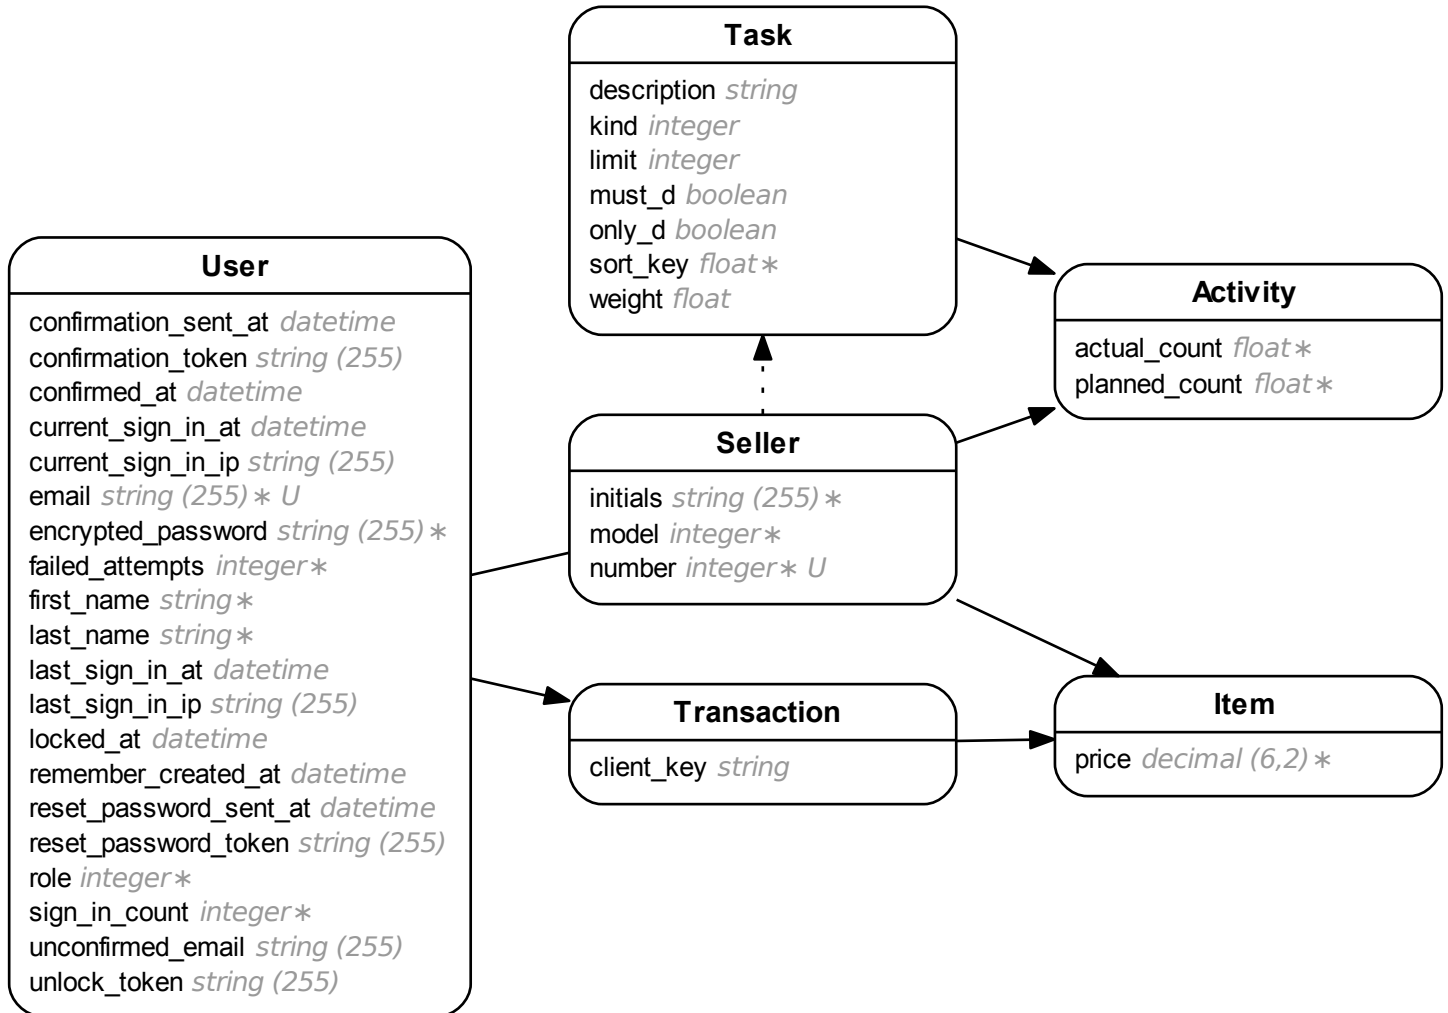 Task
description string
kind integer
limit integer
must_d boolean
only_d boolean
sort_key float∗
weight float
User
confirmation_sent_at datetime
confirmation_token string (255)
confirmed_at datetime
current_sign_in_at datetime
current_sign_in_ip string (255)
email string (255)∗ U
encrypted_password string (255)∗
failed_attempts integer∗
first_name string∗
last_name string∗
last_sign_in_at datetime
last_sign_in_ip string (255)
locked_at datetime
remember_created_at datetime
reset_password_sent_at datetime
reset_password_token string (255)
role integer∗
sign_in_count integer∗
unconfirmed_email string (255)
unlock_token string (255)
Activity
actual_count float∗
planned_count float∗
Seller
initials string (255)∗
model integer∗
number integer∗ U
Transaction
client_key string
Item
price decimal (6,2)∗